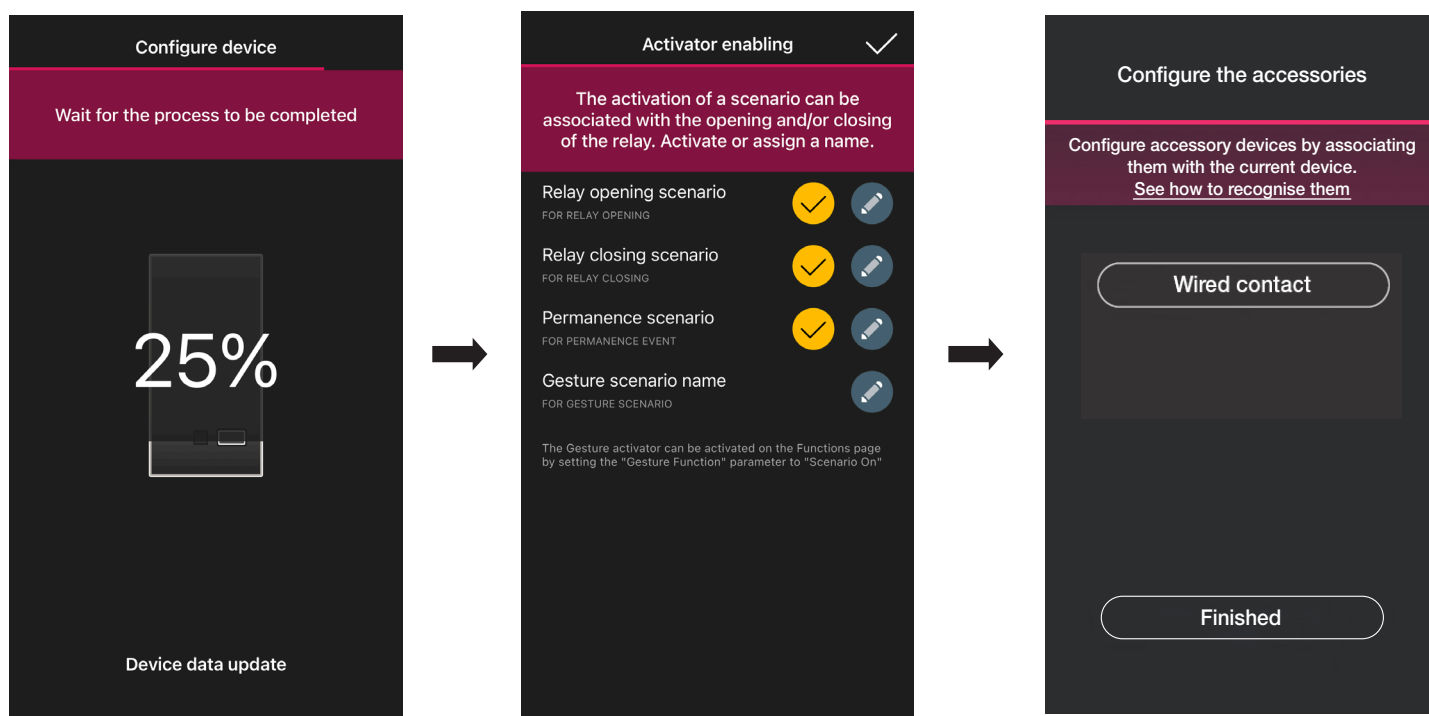 Configure device
Wait for the process to be completed
25%
Device data update
Activator enabling
The activation of a scenario can be
associated with the opening and/or closing
of the relay. Activate or assign a name.
Relay opening scenario
FOR RELAY OPENING
Relay closing scenario
FOR RELAY CLOSING
Permanence scenario
FOR PERMANENCE EVENT
Gesture scenario name
FOR GESTURE SCENARIO
The Gesture activator can be activated on the Functions page
by setting the "Gesture Function" parameter to "Scenario On"
Configure the accessories
Configure accessory devices by associating
them with the current device.
See how to recognise them
Wired contact
Finished